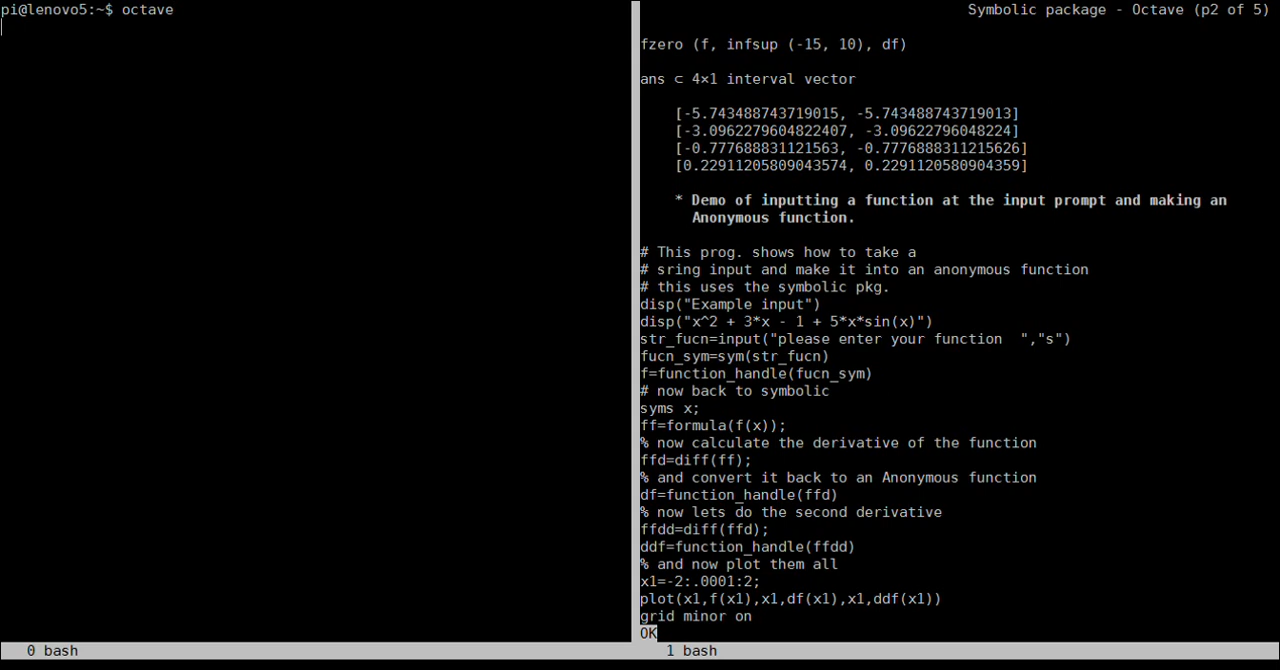 pi@lenovo5:~$ octave
Symbolic package - Octave (p2 of 5)
fzero (f, infsup (-15, 10), df)
ans ⊂ 4×1 interval vector
[-5.743488743719015, -5.743488743719013]
[-3.0962279604822407, -3.09622796048224]
[-0.777688831121563, -0.7776888311215626]
[0.22911205809043574, 0.2291120580904359]
* Demo of inputting a function at the input prompt and making an
Anonymous function.
# This prog. shows how to take a
# sring input and make it into an anonymous function
# this uses the symbolic pkg.
disp("Example input")
disp("x^2 + 3*x - 1 + 5*x*sin(x)")
str_fucn=input("please enter your function  ","s")
fucn_sym=sym(str_fucn)
f=function_handle(fucn_sym)
# now back to symbolic
syms x;
ff=formula(f(x));
% now calculate the derivative of the function
ffd=diff(ff);
% and convert it back to an Anonymous function
df=function_handle(ffd)
% now lets do the second derivative
ffdd=diff(ffd);
ddf=function_handle(ffdd)
% and now plot them all
x1=-2:.0001:2;
plot(x1,f(x1),x1,df(x1),x1,ddf(x1))
grid minor on
OK
0 bash
1 bash